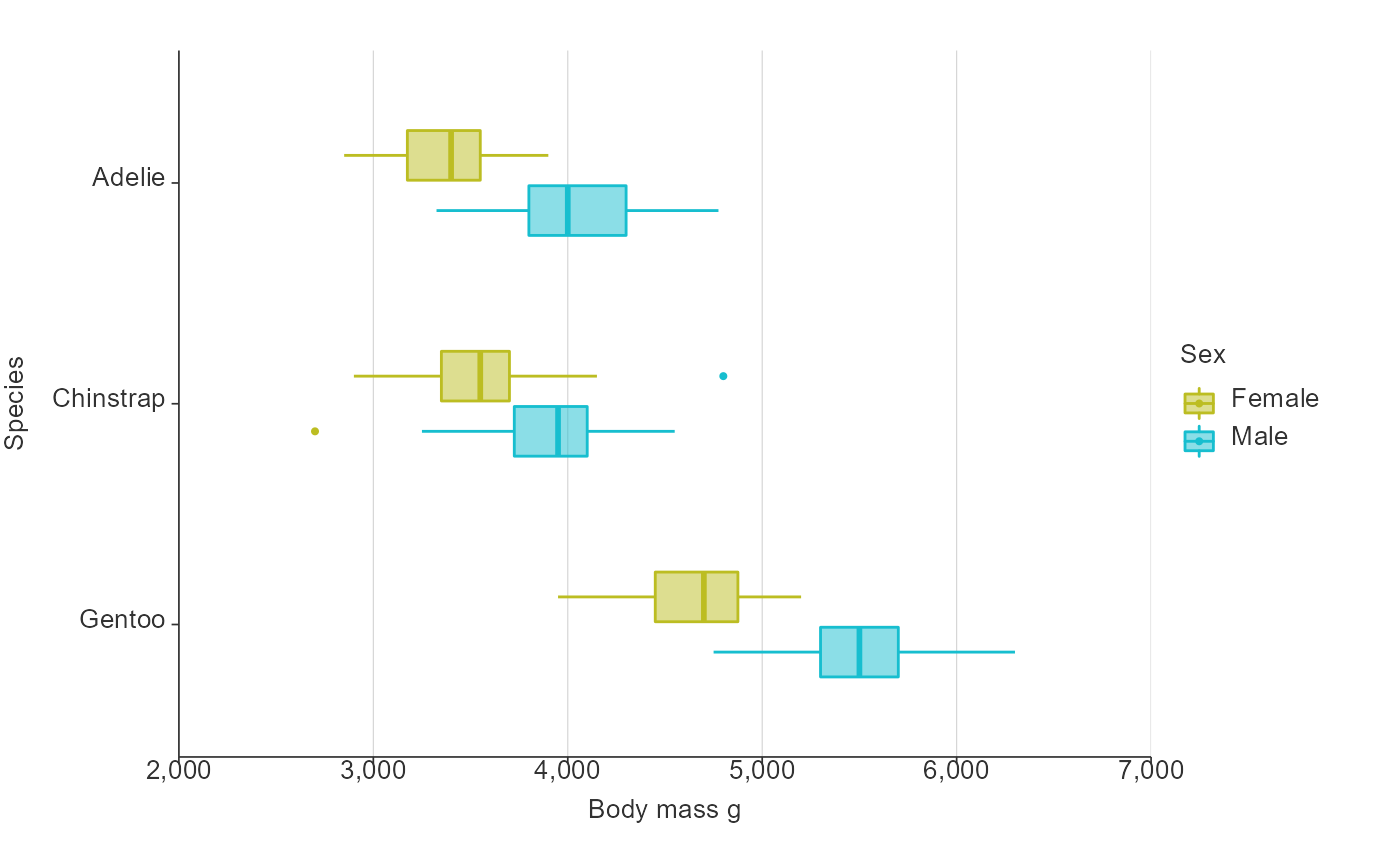 Adelie
Chinstrap
Gentoo
Species
2,000 3,000 4,000 5,000 6,000 7,000
Body mass g
Sex
Female
Male